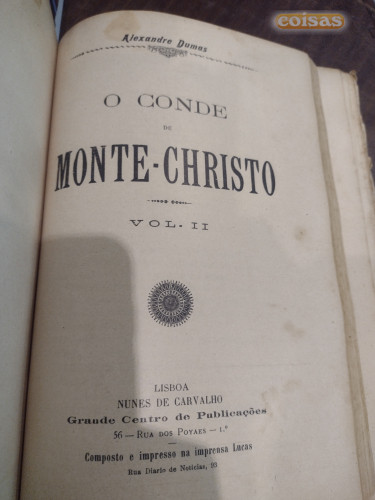 coisas
Alexandre Dumas
O CONDE
DE
MONTE-CHRISTO
VOL. II
LISBOA
NUNES DE CARVALHO
Grande Centro de Publicações
56 — RUA DOS POYAES — 1.º
Composto e impresso na imprensa Lucas
Rua Diario de Noticias, 93